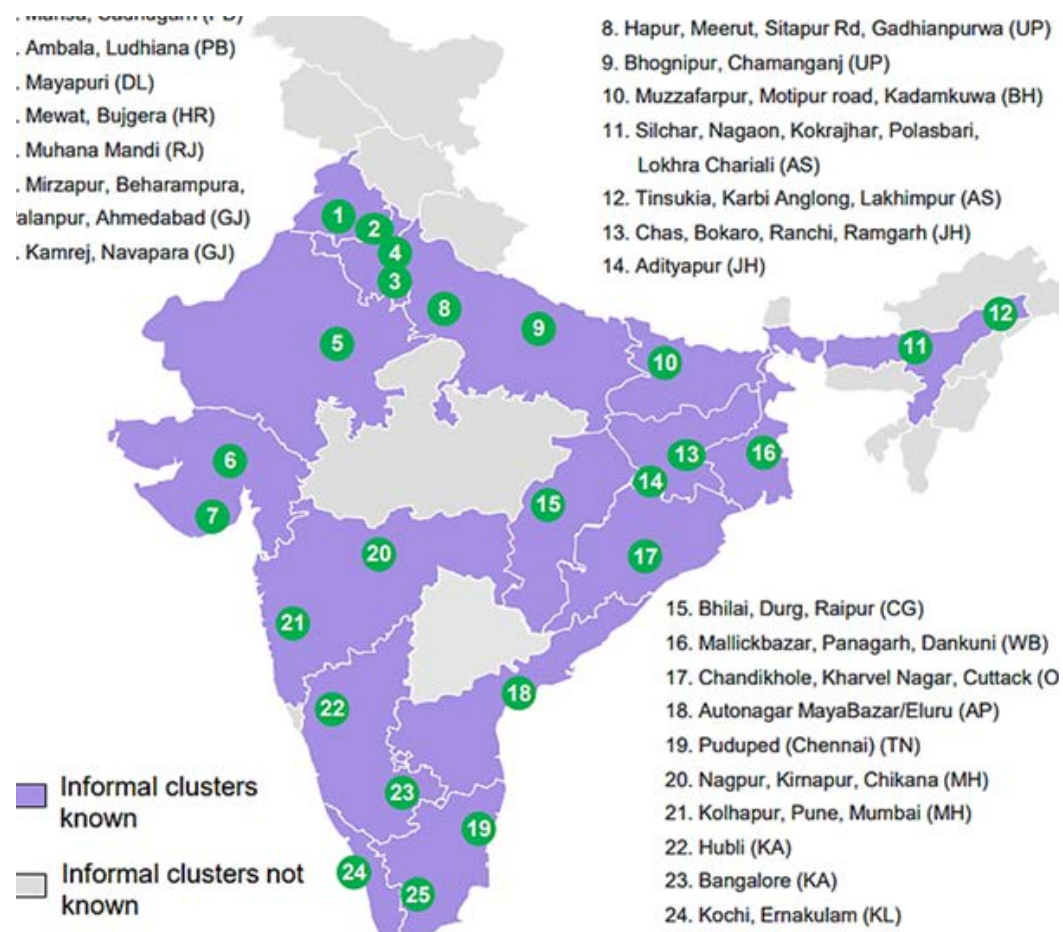 . Ambala, Ludhiana (PB)
. Mayapuri (DL)
. Mewat, Bujgera (HR)
. Muhana Mandi (RJ)
. Mirzapur, Beharampura,
alanpur, Ahmedabad (GJ)
. Kamrej, Navapara (GJ)
8. Hapur, Meerut, Sitapur Rd, Gadhianpurwa (UP)
9. Bhognipur, Chamanganj (UP)
10. Muzzafarpur, Motipur road, Kadamkuwa (BH)
11. Silchar, Nagaon, Kokrajhar, Polasbari,
Lokhra Chariali (AS)
12. Tinsukia, Karbi Anglong, Lakhimpur (AS)
13. Chas, Bokaro, Ranchi, Ramgarh (JH)
14. Adityapur (JH)
1
2
4
3
8
9
5
10
12
11
6
7
13
14
16
15
20
17
21
22
18
23
19
24
25
15. Bhilai, Durg, Raipur (CG)
16. Mallickbazar, Panagarh, Dankuni (WB)
17. Chandikhole, Kharvel Nagar, Cuttack (O
18. Autonagar MayaBazar/Eluru (AP)
19. Puduped (Chennai) (TN)
20. Nagpur, Kirnapur, Chikana (MH)
21. Kolhapur, Pune, Mumbai (MH)
22. Hubli (KA)
23. Bangalore (KA)
24. Kochi, Ernakulam (KL)
Informal clusters
known
Informal clusters not
known